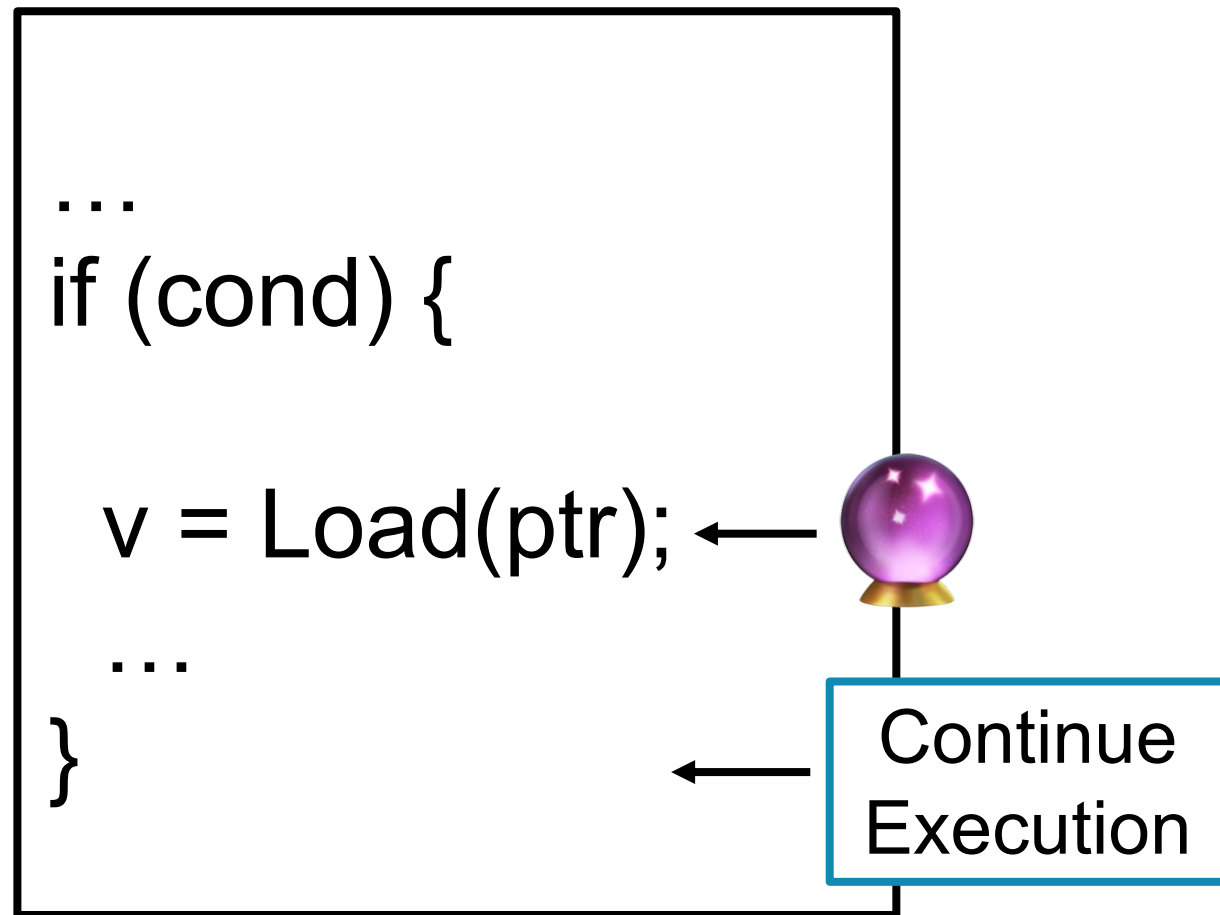 …
if (cond) {
v = Load(ptr);
…
}
Continue
Execution